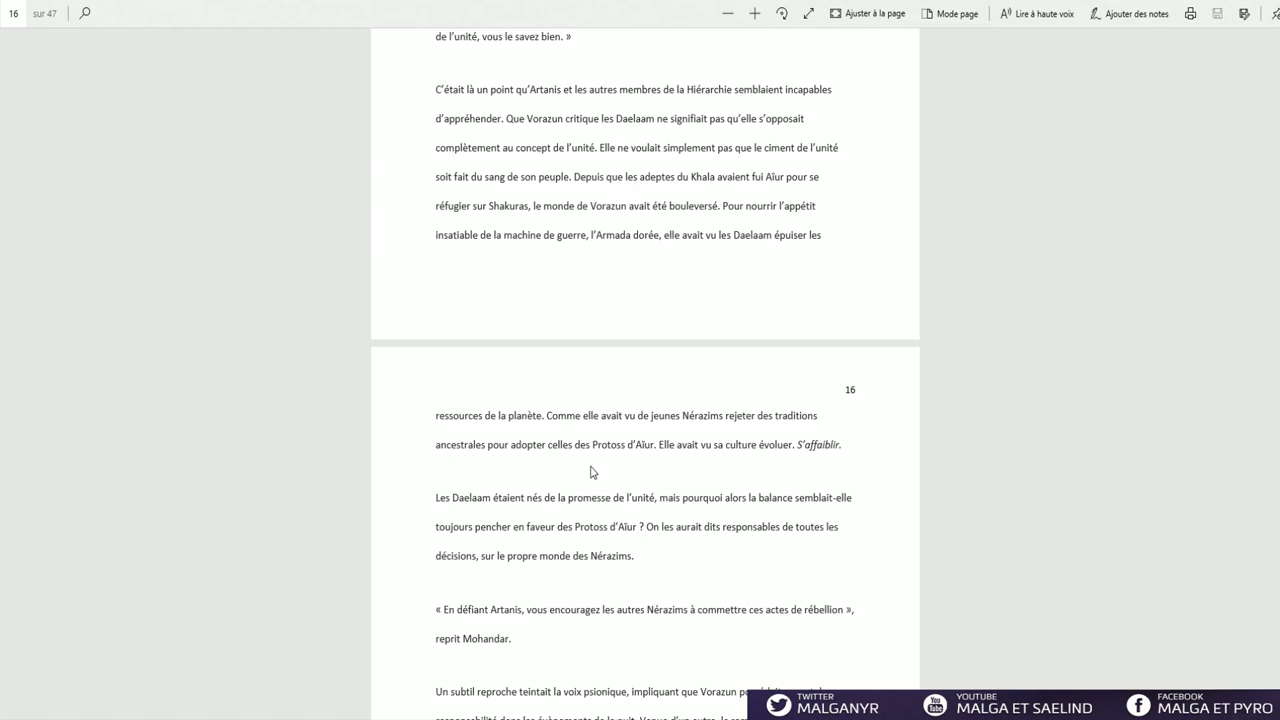 16 sur 47 Ajuster à la page Mode page Lire à haute voix Ajouter des notes
de l’unité, vous le savez bien. »
C’était là un point qu’Artanis et les autres membres de la Hiérarchie semblaient incapables
d’appréhender. Que Vorazun critique les Daelaam ne signifiait pas qu’elle s’opposait
complètement au concept de l’unité. Elle ne voulait simplement pas que le ciment de l’unité
soit fait du sang de son peuple. Depuis que les adeptes du Khala avaient fui Aïur pour se
réfugier sur Shakuras, le monde de Vorazun avait été bouleversé. Pour nourrir l’appétit
insatiable de la machine de guerre, l’Armada dorée, elle avait vu les Daelaam épuiser les
16
ressources de la planète. Comme elle avait vu de jeunes Nérazims rejeter des traditions
ancestrales pour adopter celles des Protoss d’Aïur. Elle avait vu sa culture évoluer. S’affaiblir.
Les Daelaam étaient nés de la promesse de l’unité, mais pourquoi alors la balance semblait-elle
toujours pencher en faveur des Protoss d’Aïur ? On les aurait dits responsables de toutes les
décisions, sur le propre monde des Nérazims.
« En défiant Artanis, vous encouragez les autres Nérazims à commettre ces actes de rébellion »,
reprit Mohandar.
Un subtil reproche teintait la voix psionique, impliquant que Vorazun
TWITTER
MALGANYR
YOUTUBE
MALGA ET SAELIND
FACEBOOK
MALGA ET PYRO